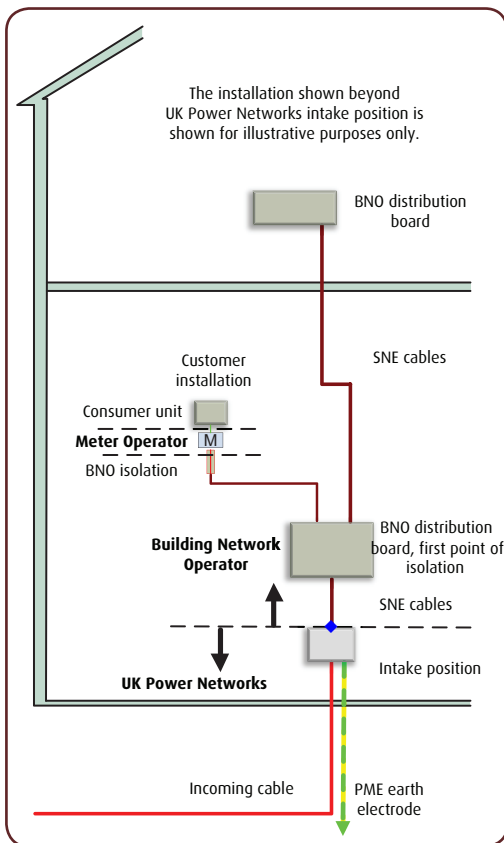 The installation shown beyond
UK Power Networks intake position is
shown for illustrative purposes only.
BNO distribution
board
SNE cables
Customer
installation
Consumer unit
Meter Operator
M
BNO isolation
BNO distribution
board, first point of
isolation
Building Network
Operator
SNE cables
Intake position
UK Power Networks
Incoming cable
PME earth
electrode